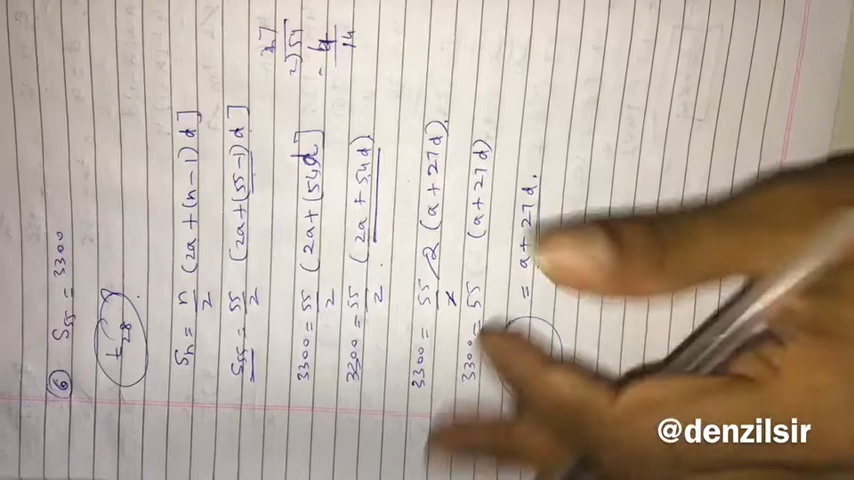 ⑥ S₅₅ = 3300
t₂₈ ?
Sₙ = n/2 (2a + (n - 1) d ]
S₅₅ = 55/2 (2a + (55 - 1) d ]
3300 = 55/2 ( 2a + (54d ]
3300 = 55/2 ( 2a + 54d ) .
3300 = 55/2 2 (a + 27d) .
3300 = 55 (a + 27d)
= a + 27d .
27
2) 54
- 4
14
@denzilsir